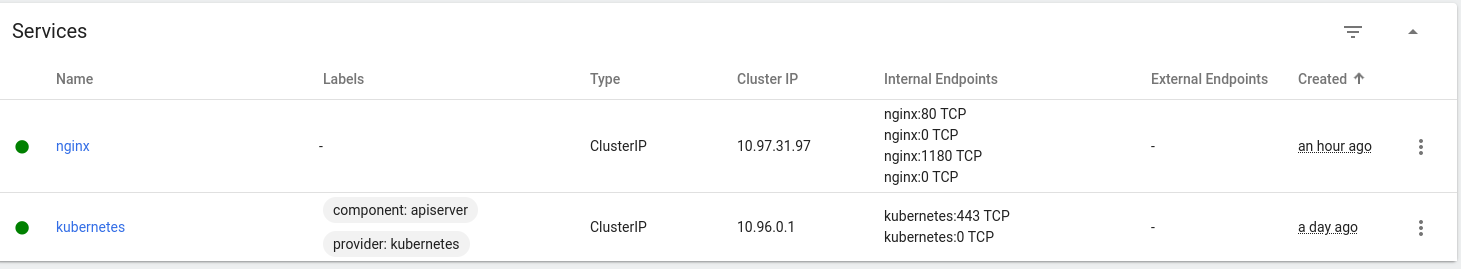 Services
Name Labels Type Cluster IP Internal Endpoints External Endpoints Created ↑
nginx - ClusterIP 10.97.31.97 nginx:80 TCP - an hour ago
nginx:0 TCP
nginx:1180 TCP
nginx:0 TCP
kubernetes component: apiserver ClusterIP 10.96.0.1 kubernetes:443 TCP - a day ago
provider: kubernetes kubernetes:0 TCP